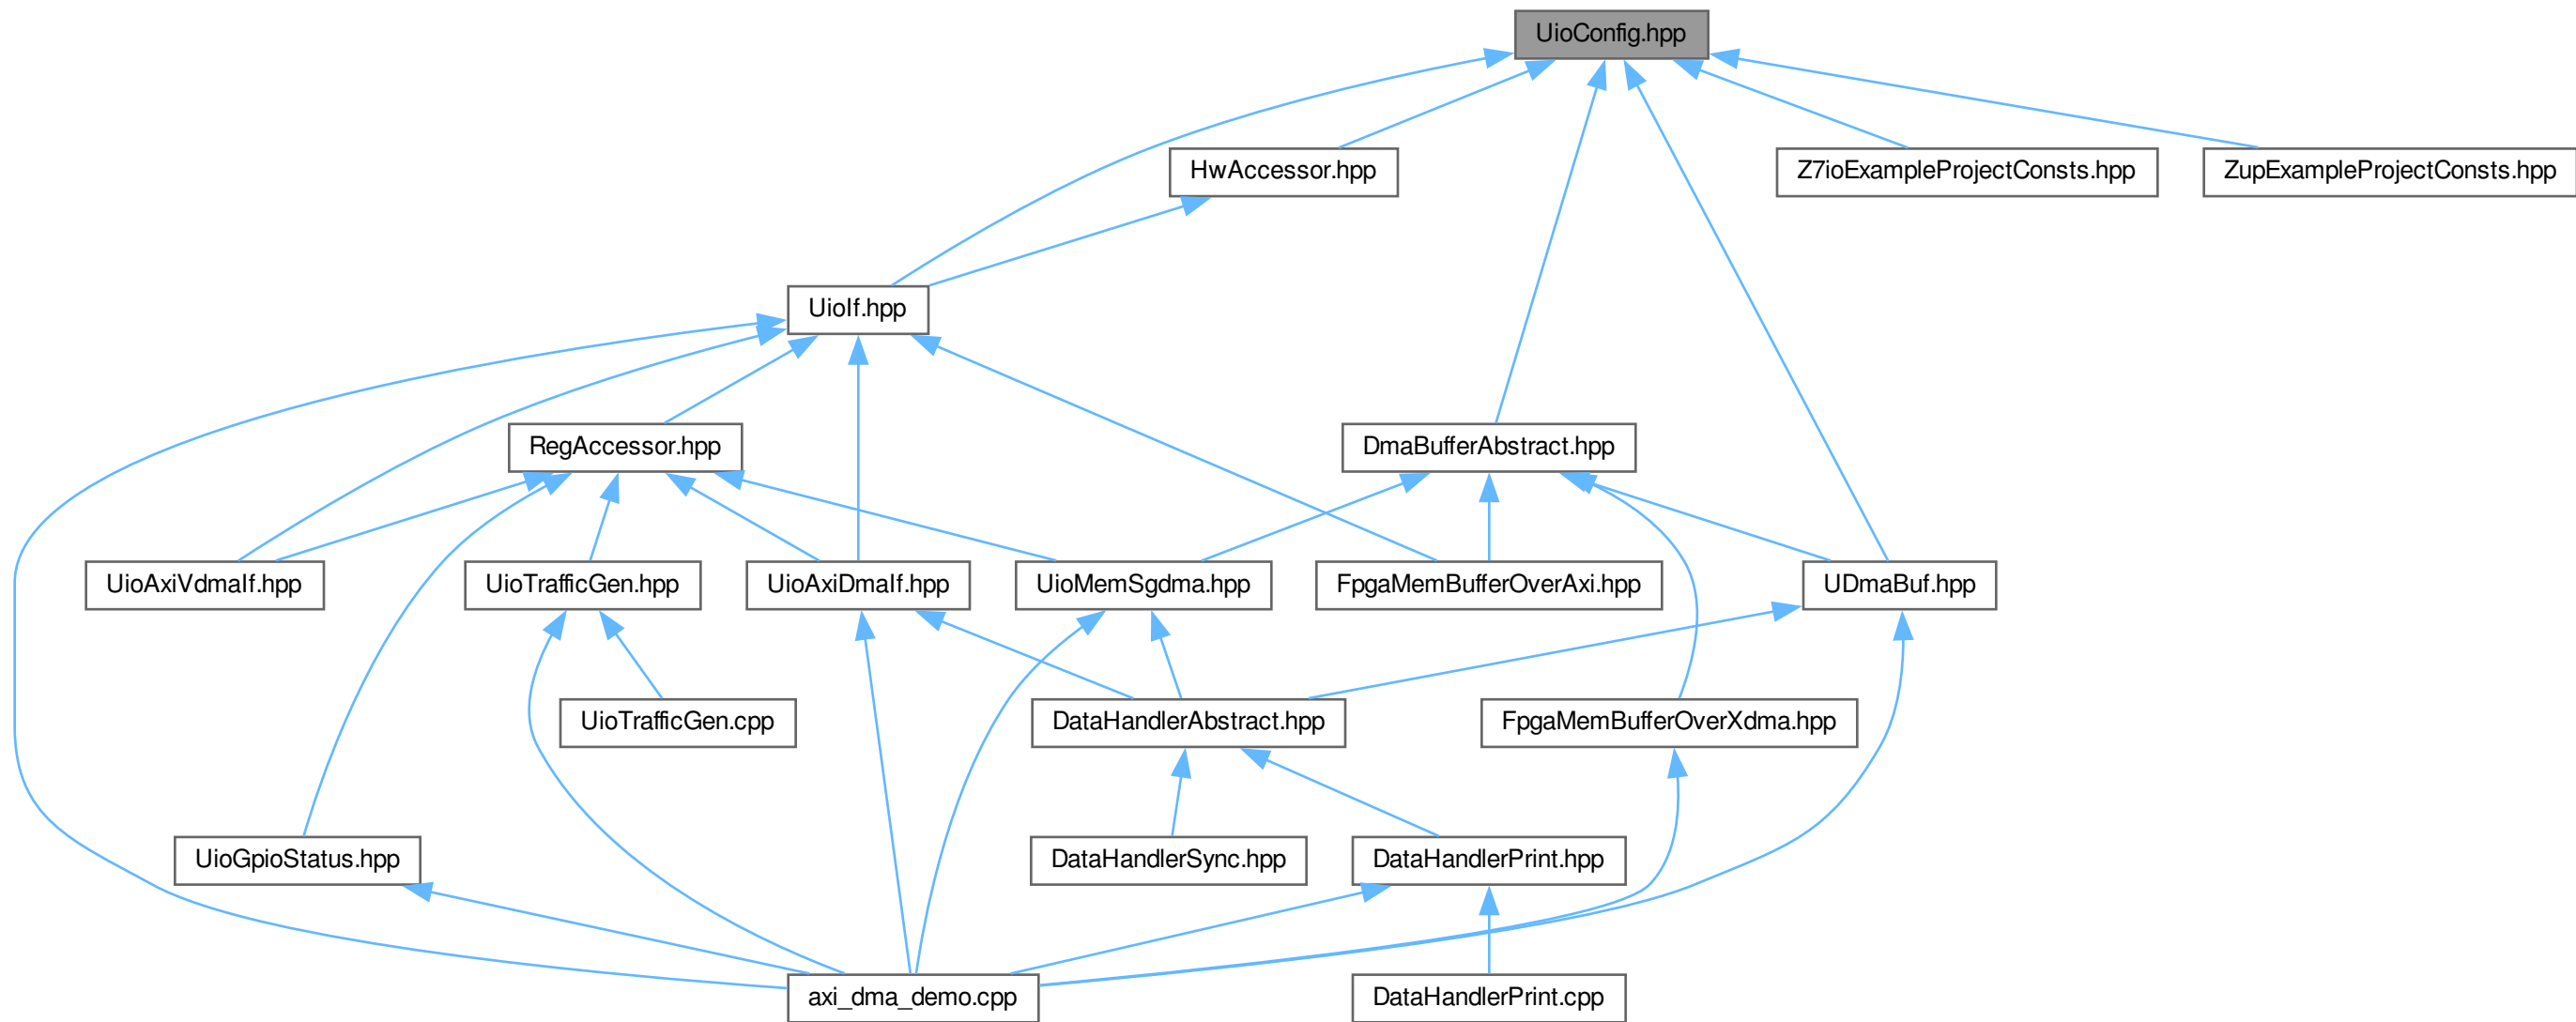 UioConfig.hpp
HwAccessor.hpp
Z7ioExampleProjectConsts.hpp
ZupExampleProjectConsts.hpp
UioIf.hpp
RegAccessor.hpp
DmaBufferAbstract.hpp
UioAxiVdmaIf.hpp
UioTrafficGen.hpp
UioAxiDmaIf.hpp
UioMemSgdma.hpp
FpgaMemBufferOverAxi.hpp
UDmaBuf.hpp
UioTrafficGen.cpp
DataHandlerAbstract.hpp
FpgaMemBufferOverXdma.hpp
UioGpioStatus.hpp
DataHandlerSync.hpp
DataHandlerPrint.hpp
axi_dma_demo.cpp
DataHandlerPrint.cpp